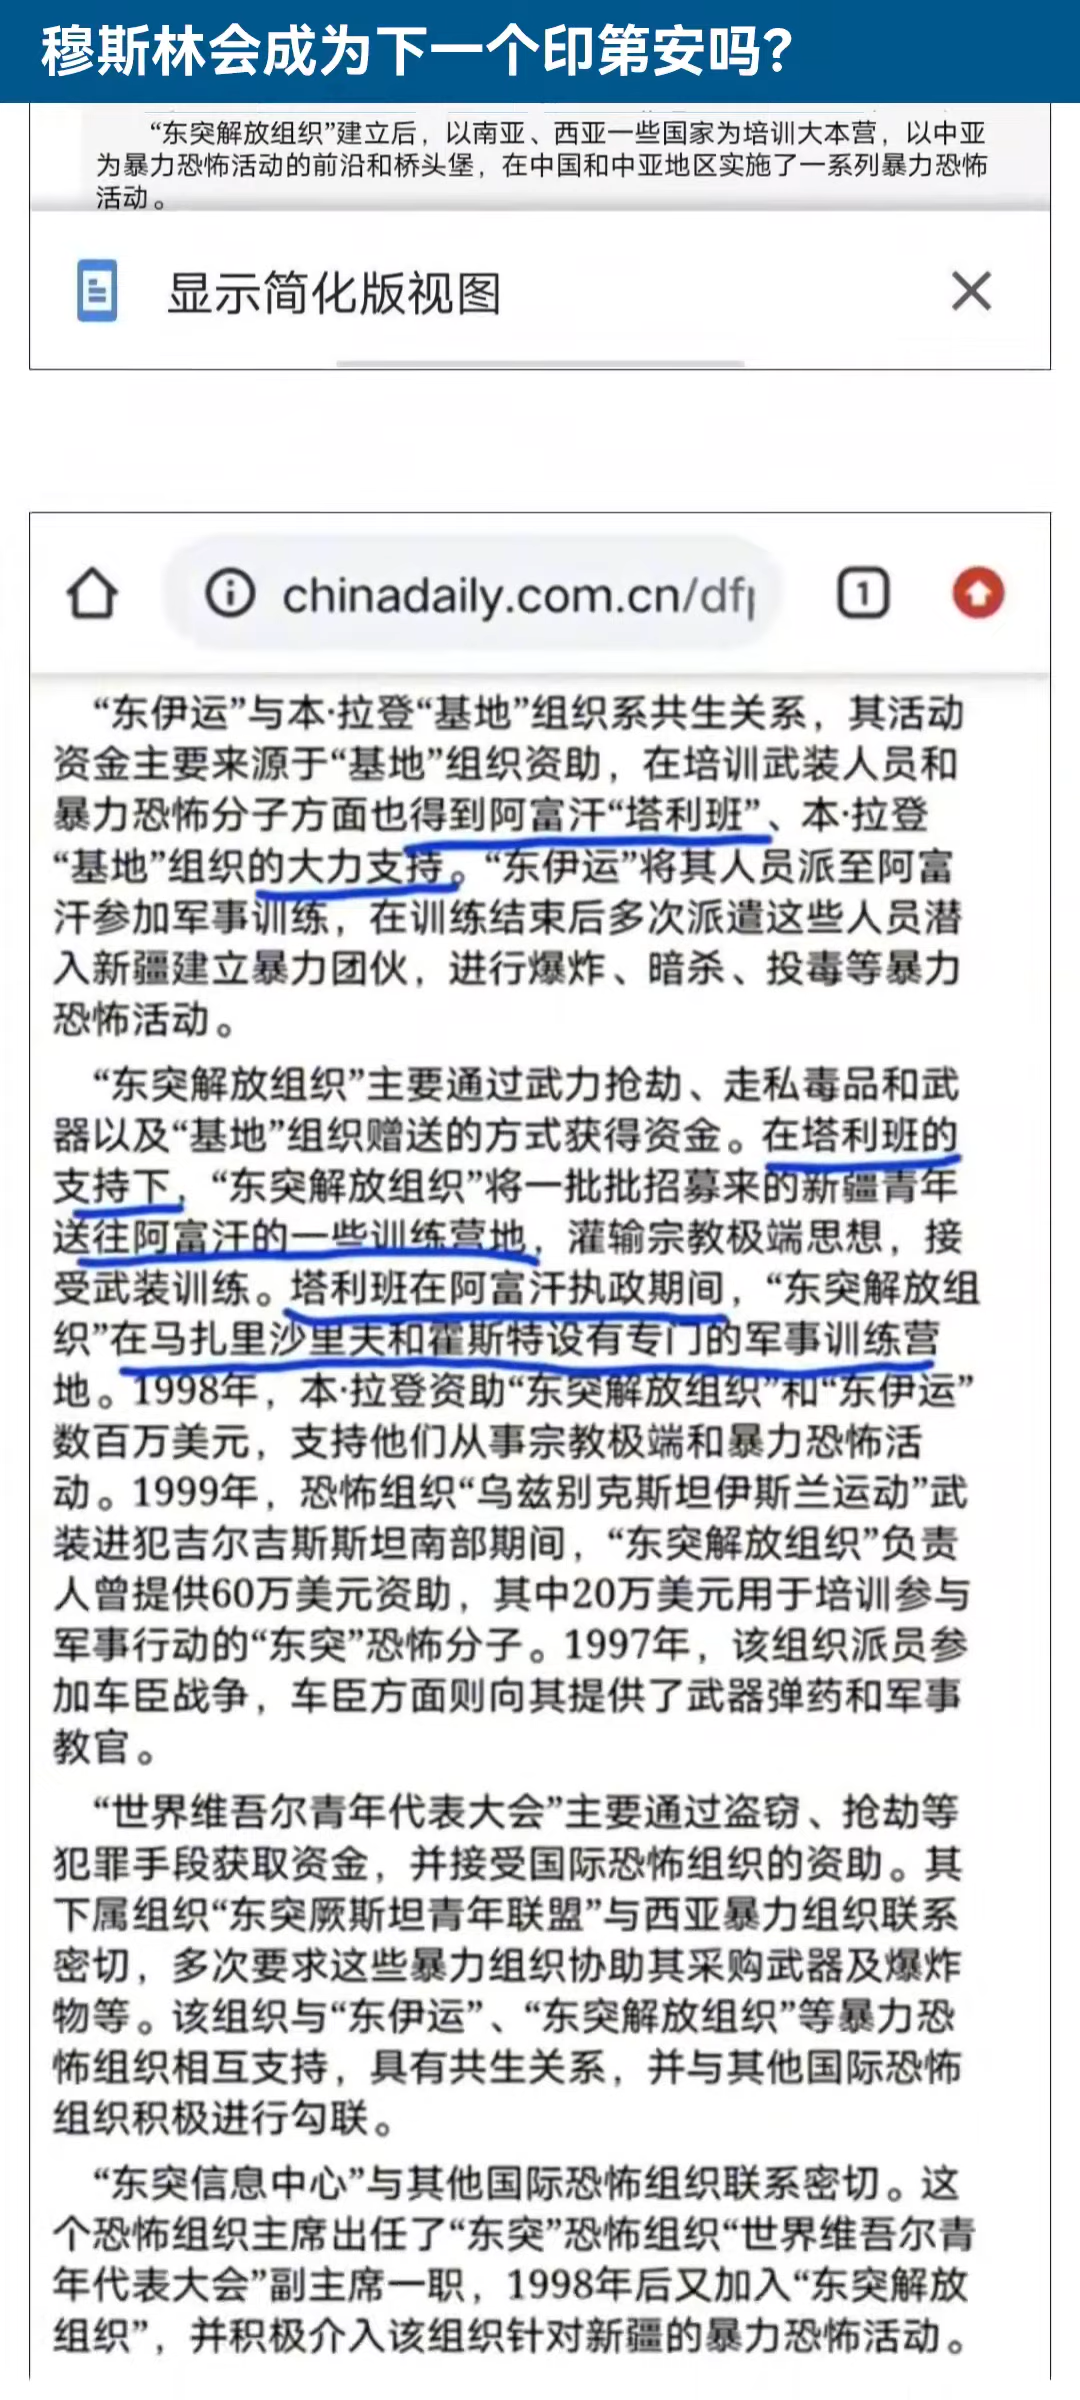 穆斯林会成为下一个印第安吗?
“东突解放组织”建立后，以南亚、西亚一些国家为培训大本营，以中亚
为暴力恐怖活动的前沿和桥头堡，在中国和中亚地区实施了一系列暴力恐怖
活动。
显示简化版视图
chinadaily.com.cn/dfp
1
“东伊运”与本·拉登“基地”组织系共生关系，其活动
资金主要来源于“基地”组织资助，在培训武装人员和
暴力恐怖分子方面也得到阿富汗“塔利班”、本·拉登
“基地”组织的大力支持。“东伊运”将其人员派至阿富
汗参加军事训练，在训练结束后多次派遣这些人员潜
入新疆建立暴力团伙，进行爆炸、暗杀、投毒等暴力
恐怖活动。
“东突解放组织”主要通过武力抢劫、走私毒品和武
器以及“基地”组织赠送的方式获得资金。在塔利班的
支持下，“东突解放组织”将一批批招募来的新疆青年
送往阿富汗的一些训练营地，灌输宗教极端思想，接
受武装训练。塔利班在阿富汗执政期间，“东突解放组
织”在马扎里沙里夫和霍斯特设有专门的军事训练营
地。1998年，本·拉登资助“东突解放组织”和“东伊运”
数百万美元，支持他们从事宗教极端和暴力恐怖活
动。1999年，恐怖组织“乌兹别克斯坦伊斯兰运动”武
装进犯吉尔吉斯斯坦南部期间，“东突解放组织”负责
人曾提供60万美元资助，其中20万美元用于培训参与
军事行动的“东突”恐怖分子。1997年，该组织派员参
加车臣战争，车臣方面则向其提供了武器弹药和军事
教官。
“世界维吾尔青年代表大会”主要通过盗窃、抢劫等
犯罪手段获取资金，并接受国际恐怖组织的资助。其
下属组织“东突厥斯坦青年联盟”与西亚暴力组织联系
密切，多次要求这些暴力组织协助其采购武器及爆炸
物等。该组织与“东伊运”、“东突解放组织”等暴力恐
怖组织相互支持，具有共生关系，并与其他国际恐怖
组织积极进行勾联。
“东突信息中心”与其他国际恐怖组织联系密切。这
个恐怖组织主席出任了“东突”恐怖组织“世界维吾尔青
年代表大会”副主席一职，1998年后又加入“东突解放
组织”，并积极介入该组织针对新疆的暴力恐怖活动。